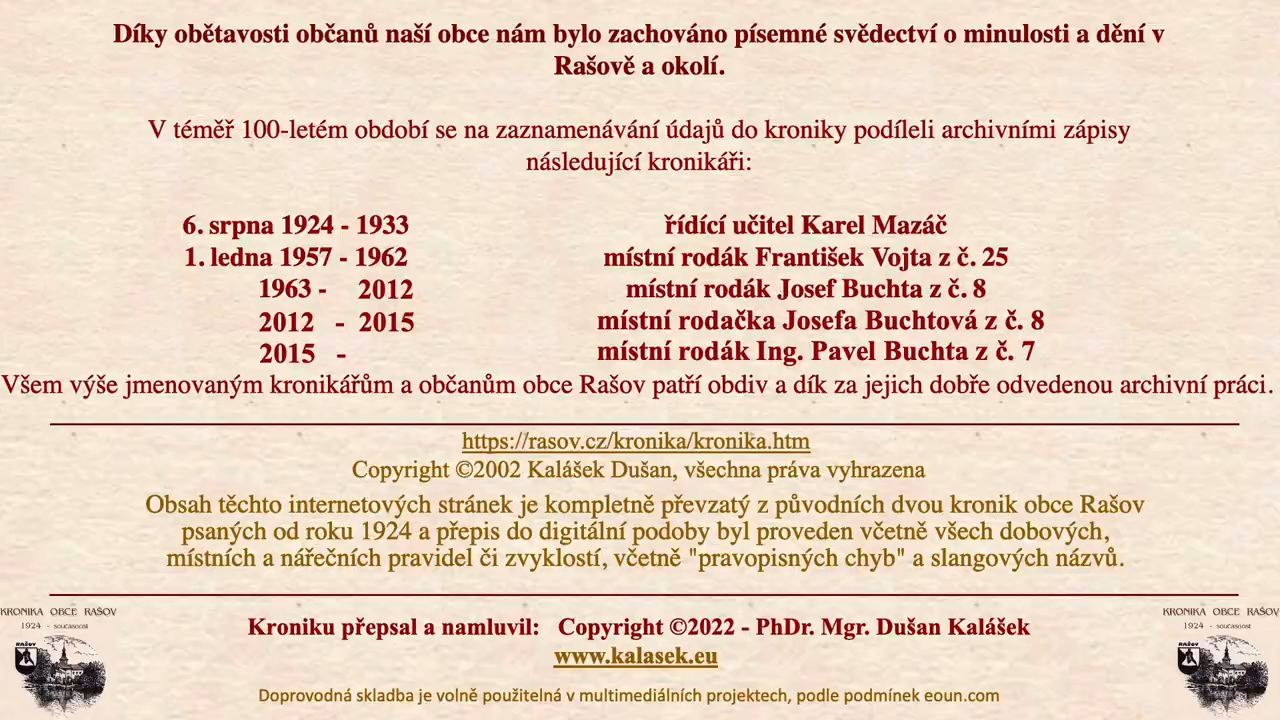 Díky obětavosti občanů naší obce nám bylo zachováno písemné svědectví o minulosti a dění v
Rašově a okolí.
V téměř 100-letém období se na zaznamenávání údajů do kroniky podíleli archivními zápisy
následující kronikáři:
6. srpna 1924 - 1933 řídící učitel Karel Mazáč
1. ledna 1957 - 1962 místní rodák František Vojta z č. 25
1963 - 2012 místní rodák Josef Buchta z č. 8
2012 - 2015 místní rodačka Josefa Buchtová z č. 8
2015 - místní rodák Ing. Pavel Buchta z č. 7
Všem výše jmenovaným kronikářům a občanům obce Rašov patří obdiv a dík za jejich dobře odvedenou archivní práci.
https://rasov.cz/kronika/kronika.htm
Copyright ©2002 Kalášek Dušan, všechna práva vyhrazena
Obsah těchto internetových stránek je kompletně převzatý z původních dvou kronik obce Rašov
psaných od roku 1924 a přepis do digitální podoby byl proveden včetně všech dobových,
místních a nářečních pravidel či zvyklostí, včetně "pravopisných chyb" a slangových názvů.
KRONIKA OBCE RAŠOV
1924 - současnost
RAŠOV
KRONIKA OBCE RAŠOV
1924 - současnost
RAŠOV
Kroniku přepsal a namluvil: Copyright ©2022 - PhDr. Mgr. Dušan Kalášek
www.kalasek.eu
Doprovodná skladba je volně použitelná v multimediálních projektech, podle podmínek eoun.com